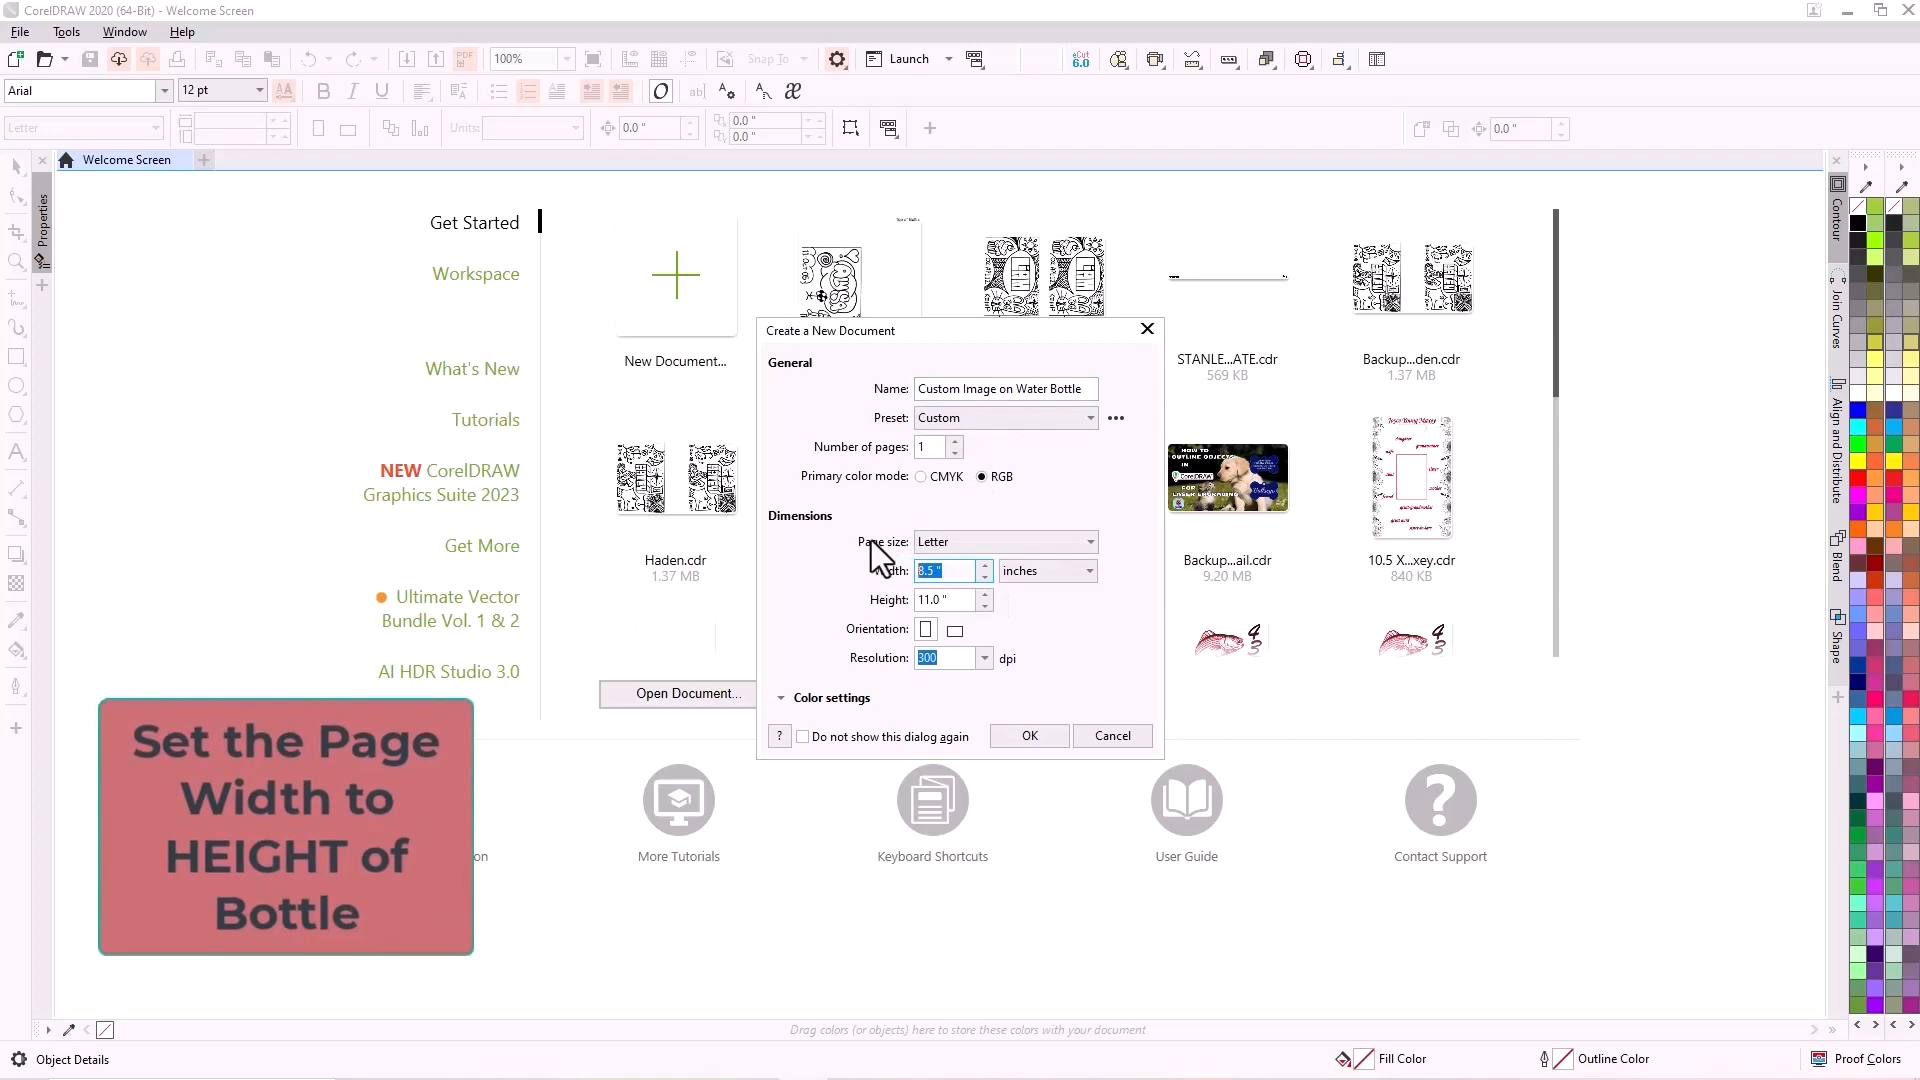 CorelDRAW 2020 (64-Bit) - Welcome Screen
File Tools Window Help
100%
Snap To
Launch
eCut 6.0
Arial
12 pt
Letter
Units:
0.0 "
0.0 "
0.0 "
0.0 "
Welcome Screen
Properties
Get Started
Workspace
What's New
Tutorials
NEW CorelDRAW
Graphics Suite 2023
Get More
Ultimate Vector
Bundle Vol. 1 & 2
AI HDR Studio 3.0
New Document...
STANLE...ATE.cdr
569 KB
Backup...den.cdr
1.37 MB
Haden.cdr
1.37 MB
Backup...ail.cdr
9.20 MB
10.5 X...xey.cdr
840 KB
Open Document...
Create a New Document
General
Name: Custom Image on Water Bottle
Preset: Custom
Number of pages: 1
Primary color mode: CMYK RGB
Dimensions
Page size: Letter
8.5 " inches
Height: 11.0 "
Orientation:
Resolution: 300 dpi
Color settings
? Do not show this dialog again OK Cancel
Set the Page
Width to
HEIGHT of
Bottle
More Tutorials
Keyboard Shortcuts
User Guide
Contact Support
Contour
Join Curves
Align and Distribute
Blend
Shape
Drag colors (or objects) here to store these colors with your document
Object Details
Fill Color
Outline Color
Proof Colors